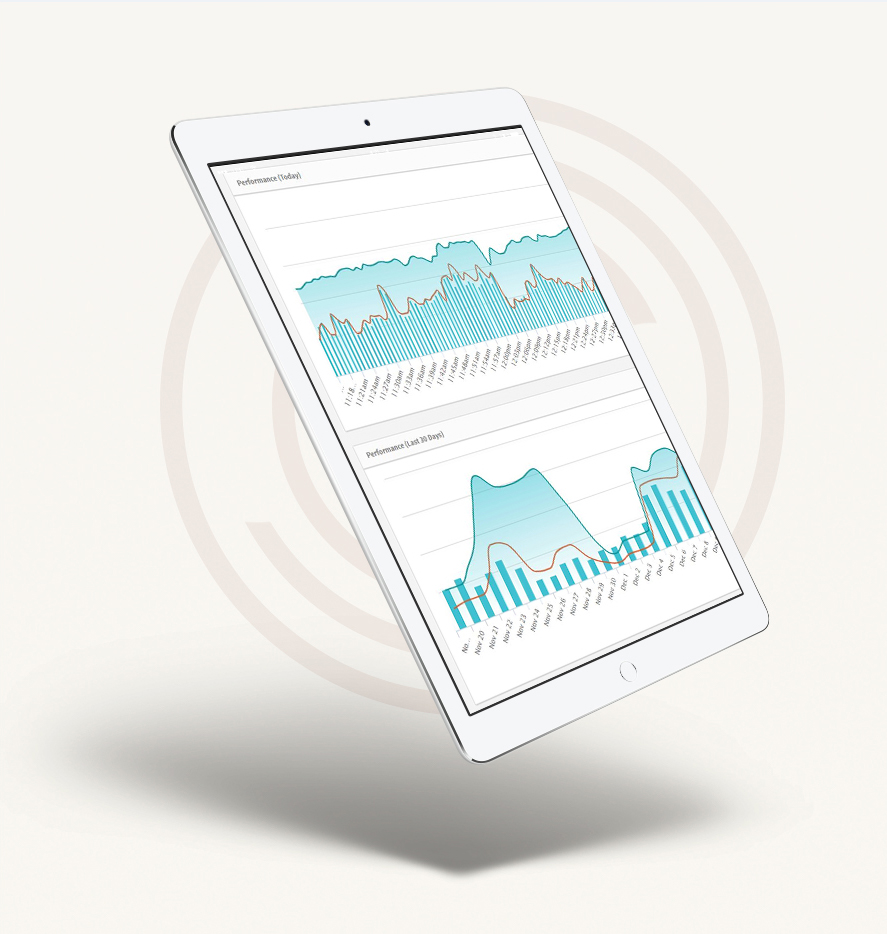 Performance (Today)
11:18...
11:21am
11:24am
11:27am
11:30am
11:33am
11:36am
11:39am
11:42am
11:45am
11:48am
11:51am
11:54am
11:57am
12:00pm
12:03pm
12:06pm
12:09pm
12:12pm
12:15pm
12:18pm
12:21pm
12:24pm
12:27pm
12:30pm
Performance (Last 30 Days)
No...
Nov 20
Nov 21
Nov 22
Nov 23
Nov 24
Nov 25
Nov 26
Nov 27
Nov 28
Nov 29
Nov 30
Dec 1
Dec 2
Dec 3
Dec 4
Dec 5
Dec 6
Dec 7
Dec 8